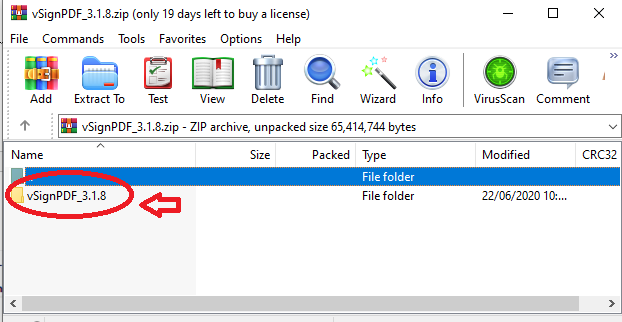 vSignPDF_3.1.8.zip (only 19 days left to buy a license)
File Commands Tools Favorites Options Help
Add Extract To Test View Delete Find Wizard Info VirusScan Comment
vSignPDF_3.1.8.zip - ZIP archive, unpacked size 65,414,744 bytes
Name Size Packed Type Modified CRC32
File folder
vSignPDF_3.1.8 File folder 22/06/2020 10:...